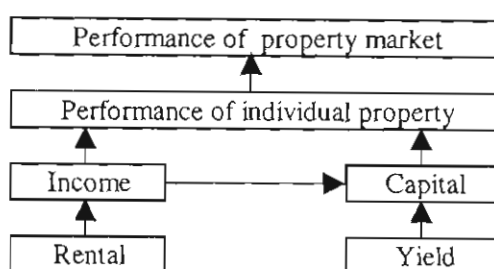 Performance of property market
Performance of individual property
Income
Capital
Rental
Yield